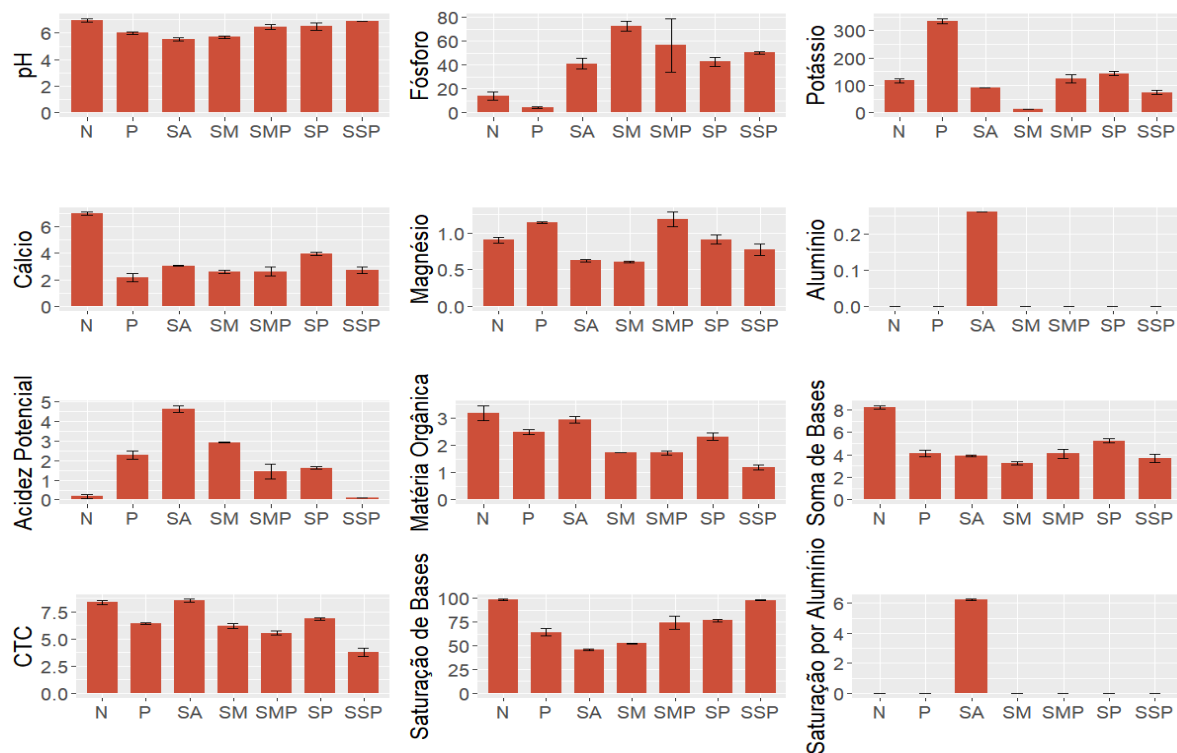 pH
6
4
2
0
N P SA SM SMP SP SSP
Fósforo
80
60
40
20
0
N P SA SM SMP SP SSP
Potássio
300
200
100
0
N P SA SM SMP SP SSP
Cálcio
6
4
2
0
N P SA SM SMP SP SSP
Magnésio
1.0
0.5
0.0
N P SA SM SMP SP SSP
Alumínio
0.2
0.1
0.0
N P SA SM SMP SP SSP
Acidez Potencial
5
4
3
2
1
0
N P SA SM SMP SP SSP
Matéria Orgânica
3
2
1
0
N P SA SM SMP SP SSP
Soma de Bases
8
6
4
2
0
N P SA SM SMP SP SSP
CTC
7.5
5.0
2.5
0.0
N P SA SM SMP SP SSP
Saturação de Bases
100
75
50
25
0
N P SA SM SMP SP SSP
Saturação por Alumínio
6
4
2
0
N P SA SM SMP SP SSP